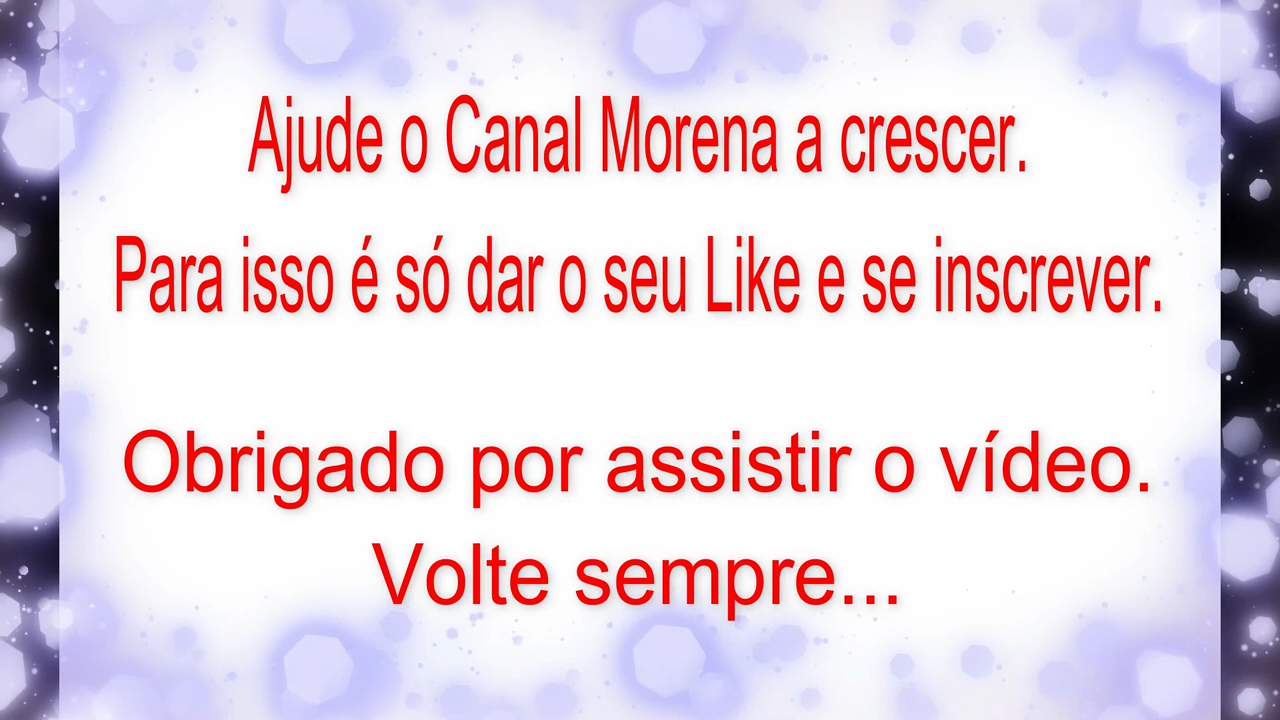 Ajude o Canal Morena a crescer.
Para isso é só dar o seu Like e se inscrever.
Obrigado por assistir o vídeo.
Volte sempre...